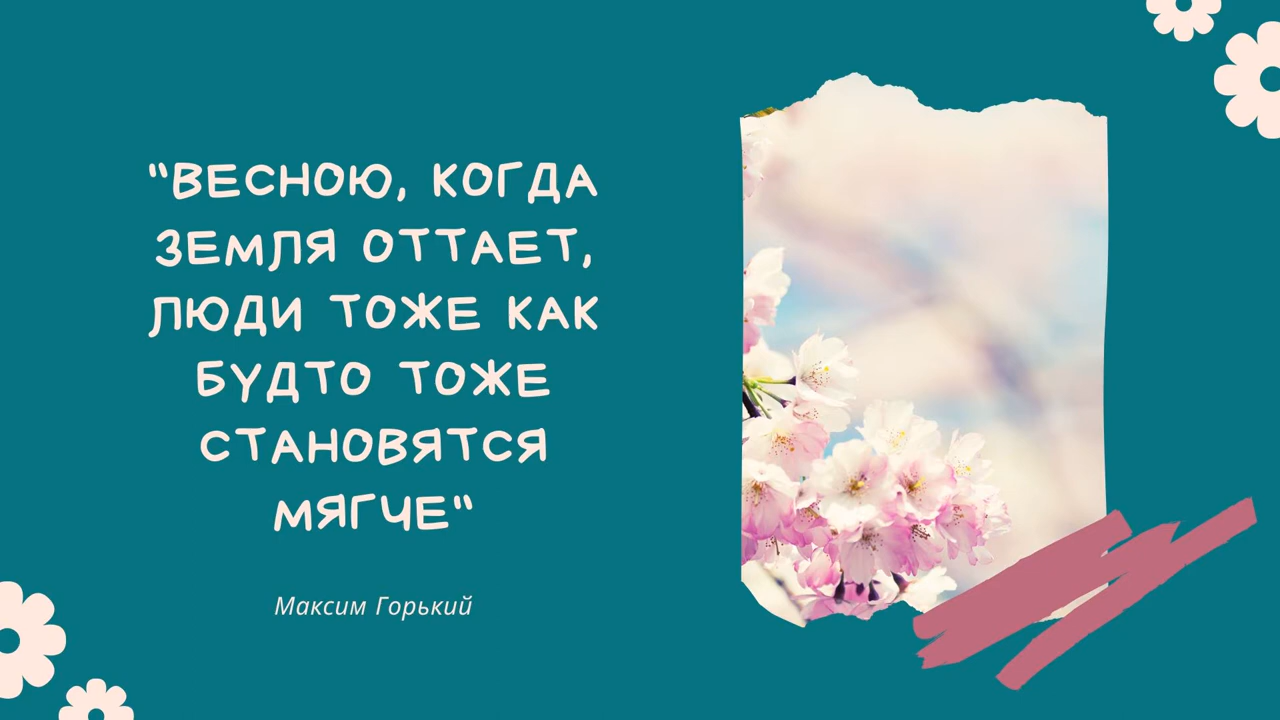 "ВЕСНОЮ, КОГДА
ЗЕМЛЯ ОТТАЕТ,
ЛЮДИ ТОЖЕ КАК
БУДТО ТОЖЕ
СТАНОВЯТСЯ
МЯГЧЕ"
Максим Горький